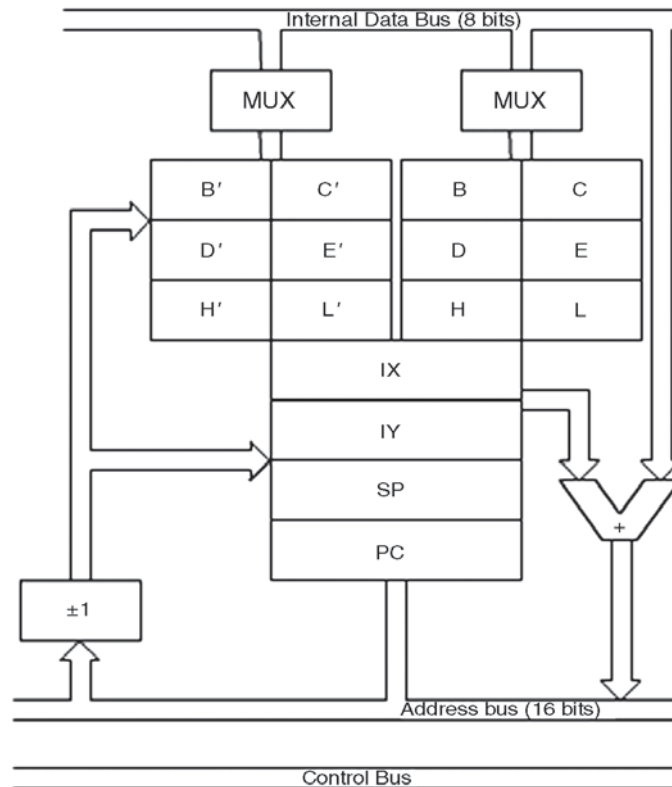 Internal Data Bus (8 bits)
MUX MUX
B′ C′ B C
D′ E′ D E
H′ L′ H L
IX
IY
SP
+
PC
±1
Address bus (16 bits)
Control Bus